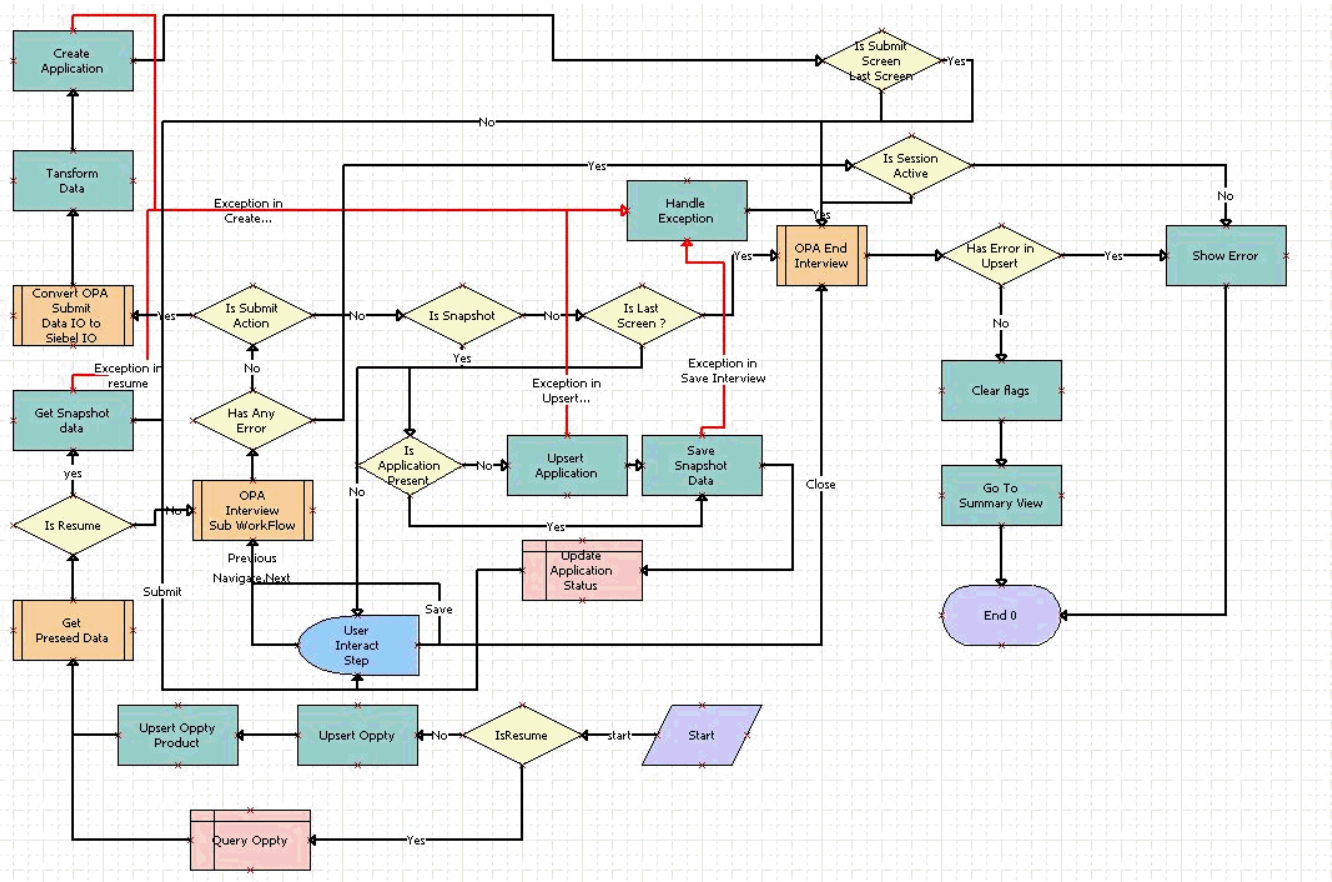 Create
Application
Is Submit
Screen
Last Screen
Yes
No
Tansform
Data
Yes
Is Session
Active
Exception in
Create...
Handle
Exception
Yes
No
OPA End
Interview
Has Error in
Upsert
Yes
Show Error
Yes
Convert OPA
Submit
Data IO to
Siebel IO
Yes
Is Submit
Action
No
Is Snapshot
No
Is Last
Screen ?
No
Yes
Exception in
resume
No
Exception in
Save Interview
Exception in
Upsert...
Clear flags
Get Snapshot
data
Has Any
Error
Is
Application
Present
No
Upsert
Application
Save
Snapshot
Data
yes
No
Close
Go To
Summary View
Is Resume
No
OPA
Interview
Sub WorkFlow
Yes
Previous
Navigate,Next
Update
Application
Status
Submit
Save
Get
Preseed Data
User
Interact
Step
End 0
Upsert Oppty
Product
Upsert Oppty
No
IsResume
start
Start
Query Oppty
Yes